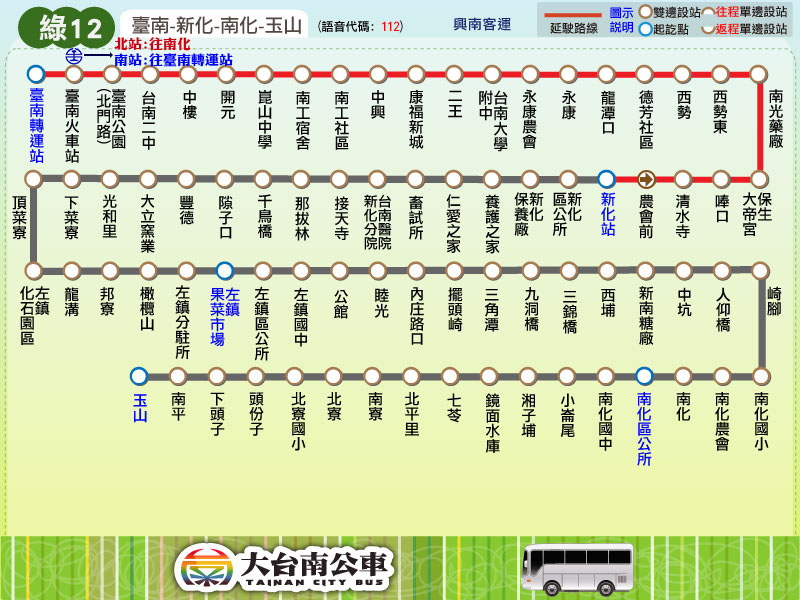 綠12
臺南-新化-南化-玉山
(語音代碼：112)
興南客運
延駛路線
圖示說明
雙邊設站
起訖點
往程單邊設站
返程單邊設站
北站：往南化
南站：往臺南轉運站
臺南轉運站
臺南火車站
臺南公園(北門路)
台南二中
中樓
開元
崑山中學
南工宿舍
南工社區
中興
康福新城
二王
台南大學附中
永康農會
永康
龍潭口
德芳社區
西勢
西勢東
南光藥廠
頂菜寮
下菜寮
光和里
大立窯業
豐德
隙子口
千鳥橋
那拔林
接天寺
台南醫院新化分院
畜試所
仁愛之家
養護之家
新化保養廠
新化區公所
新化站
農會前
清水寺
唪口
保生大帝宮
左鎮化石園區
龍溝
邦寮
橄欖山
左鎮分駐所
左鎮果菜市場
左鎮區公所
左鎮國中
公館
睦光
內庄路口
擺頭崎
三角潭
九洞橋
三錦橋
西埔
新南糖廠
中坑
人仰橋
崎腳
玉山
南平
下頭子
頭份子
北寮國小
北寮
南寮
北平里
七苓
鏡面水庫
湘子埔
小崙尾
南化國中
南化區公所
南化
南化農會
南化國小
大台南公車
TAINAN CITY BUS